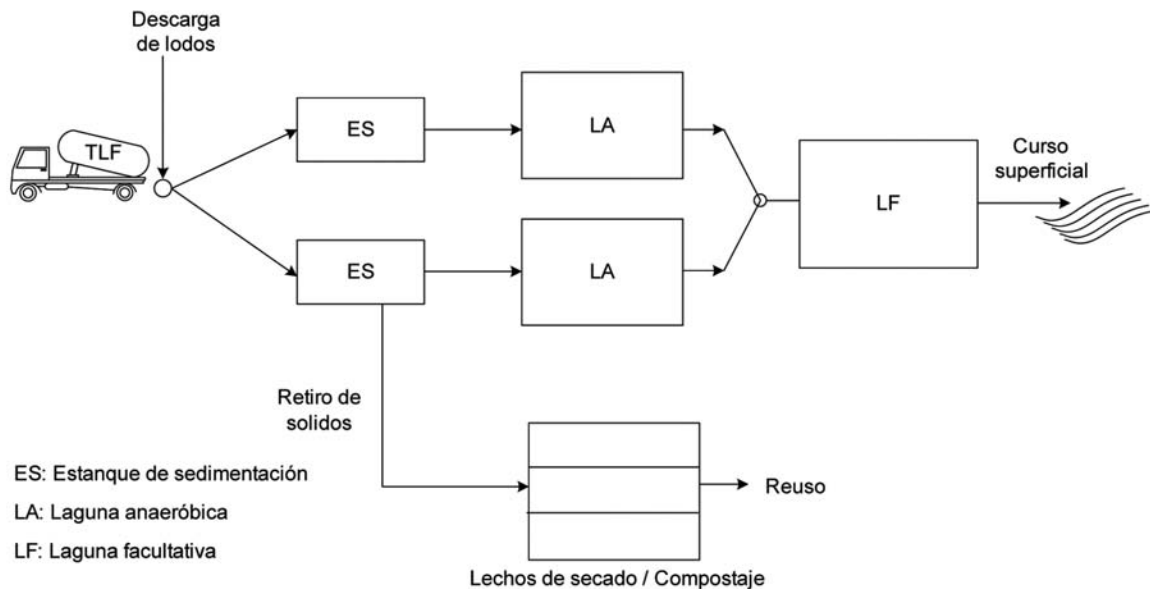 Descarga
de lodos
TLF
ES
LA
Curso
superficial
LF
ES
LA
Retiro de
solidos
ES: Estanque de sedimentación
LA: Laguna anaeróbica
LF: Laguna facultativa
Reuso
Lechos de secado / Compostaje